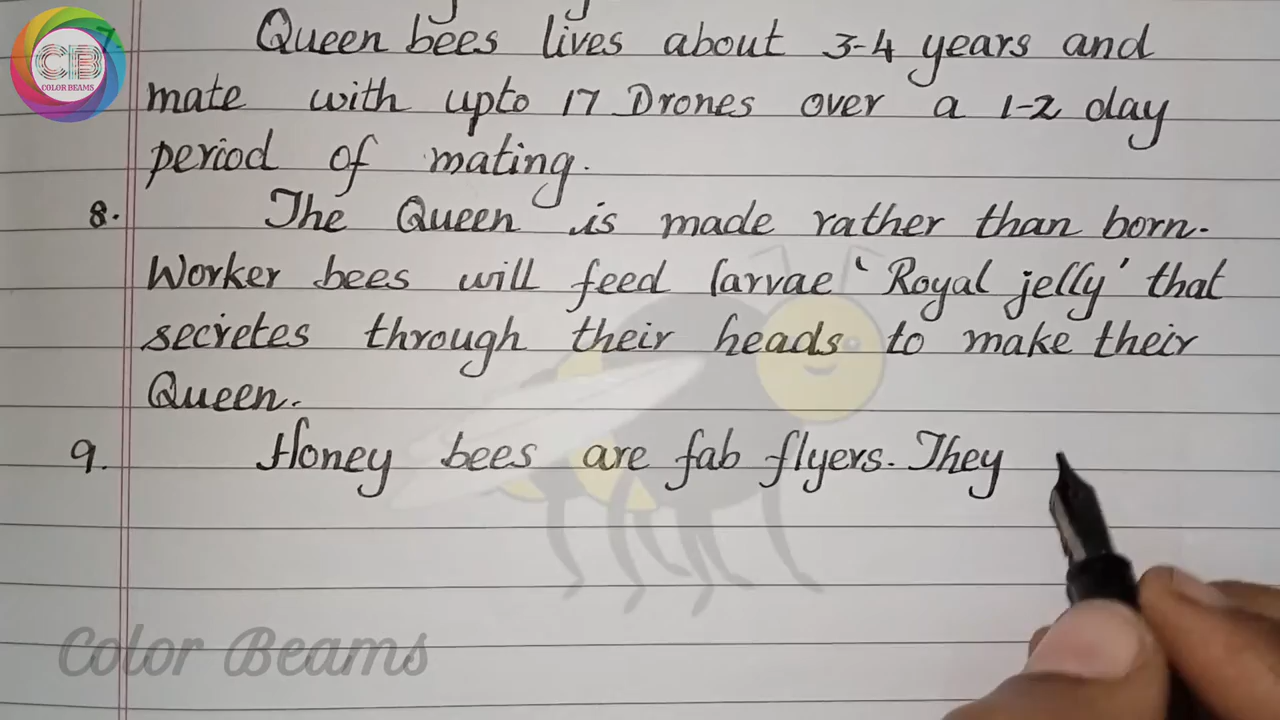 7.
CB
COLOR BEAMS
Queen bees lives about 3-4 years and
mate with upto 17 Drones over a 1-2 day
period of mating.
8. The Queen is made rather than born.
Worker bees will feed larvae 'Royal jelly' that
secretes through their heads to make their
Queen.
9. Honey bees are fab flyers. They
Color Beams